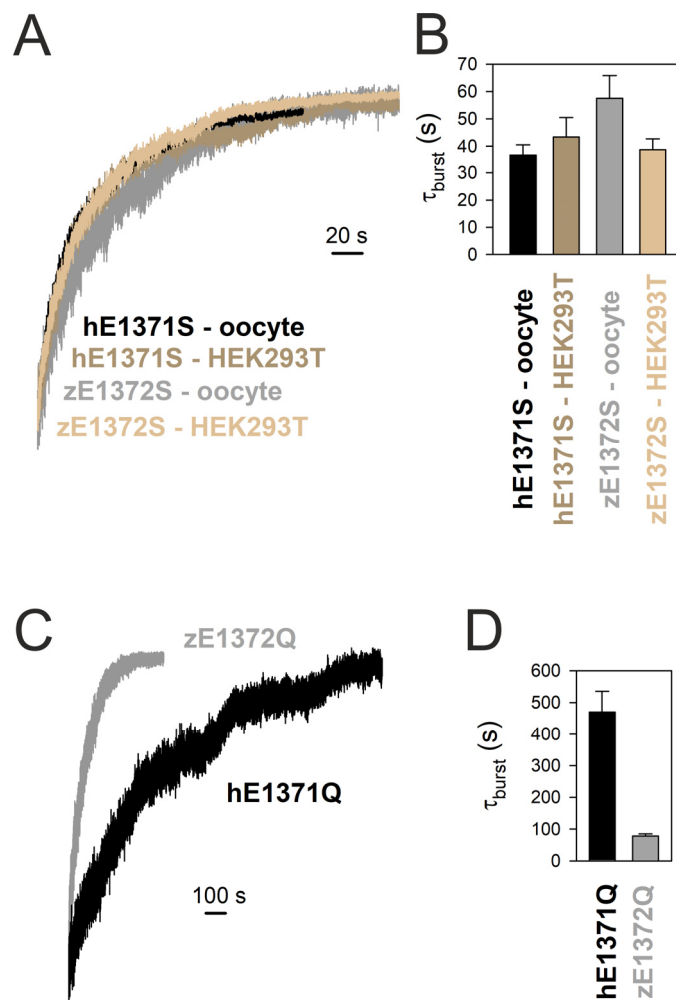 A
20 s
hE1371S - oocyte
hE1371S - HEK293T
zE1372S - oocyte
zE1372S - HEK293T
B
τburst (s)
70
60
50
40
30
20
10
0
hE1371S - oocyte
hE1371S - HEK293T
zE1372S - oocyte
zE1372S - HEK293T
C
zE1372Q
hE1371Q
100 s
D
τburst (s)
600
500
400
300
200
100
0
hE1371Q
zE1372Q